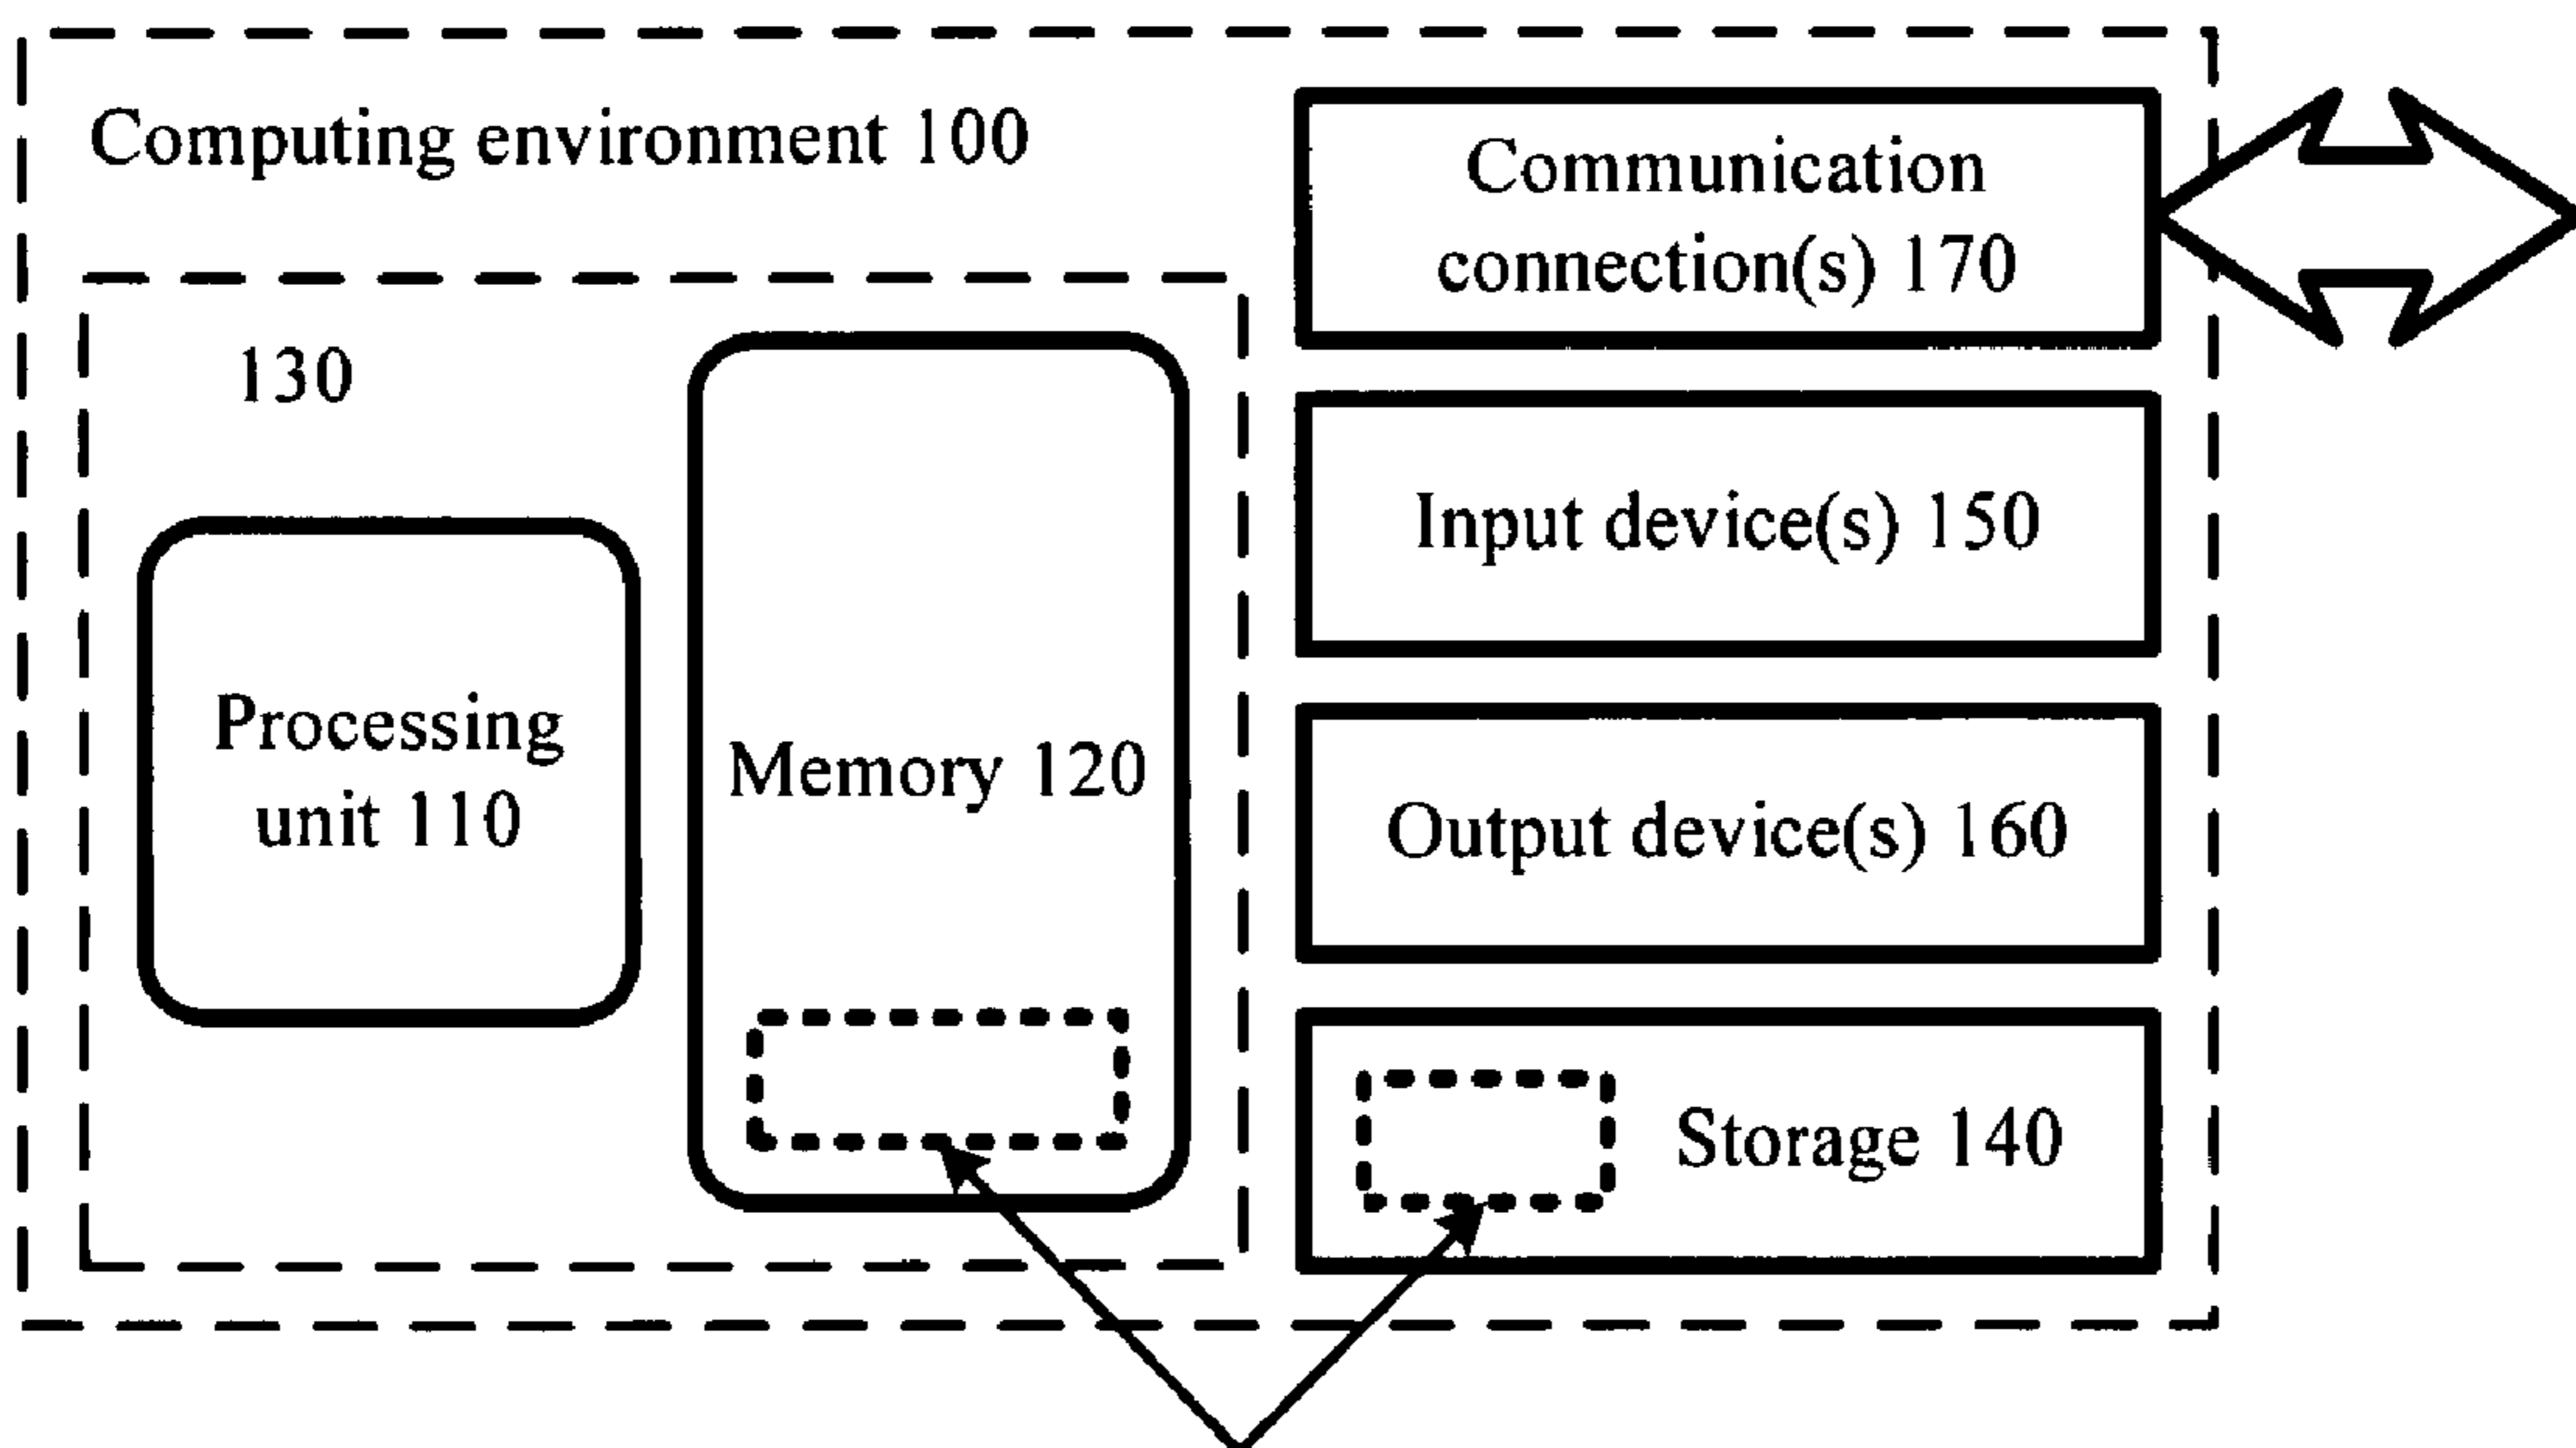 Computing environment 100
130
Processing
unit 110
Memory 120
Communication
connection(s) 170
Input device(s) 150
Output device(s) 160
Storage 140